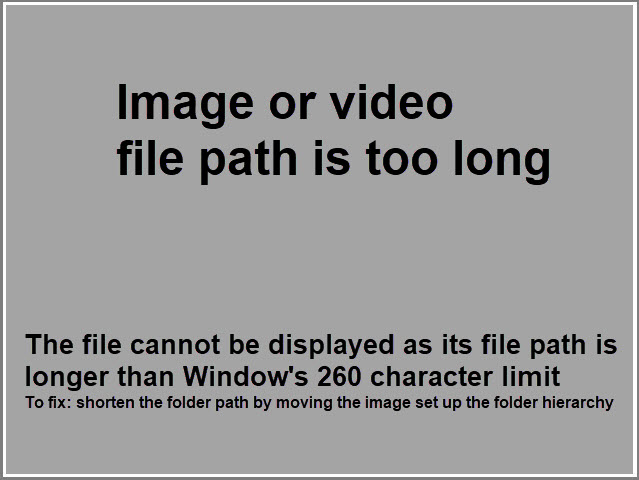 Image or video
file path is too long
The file cannot be displayed as its file path is
longer than Window's 260 character limit
To fix: shorten the folder path by moving the image set up the folder hierarchy